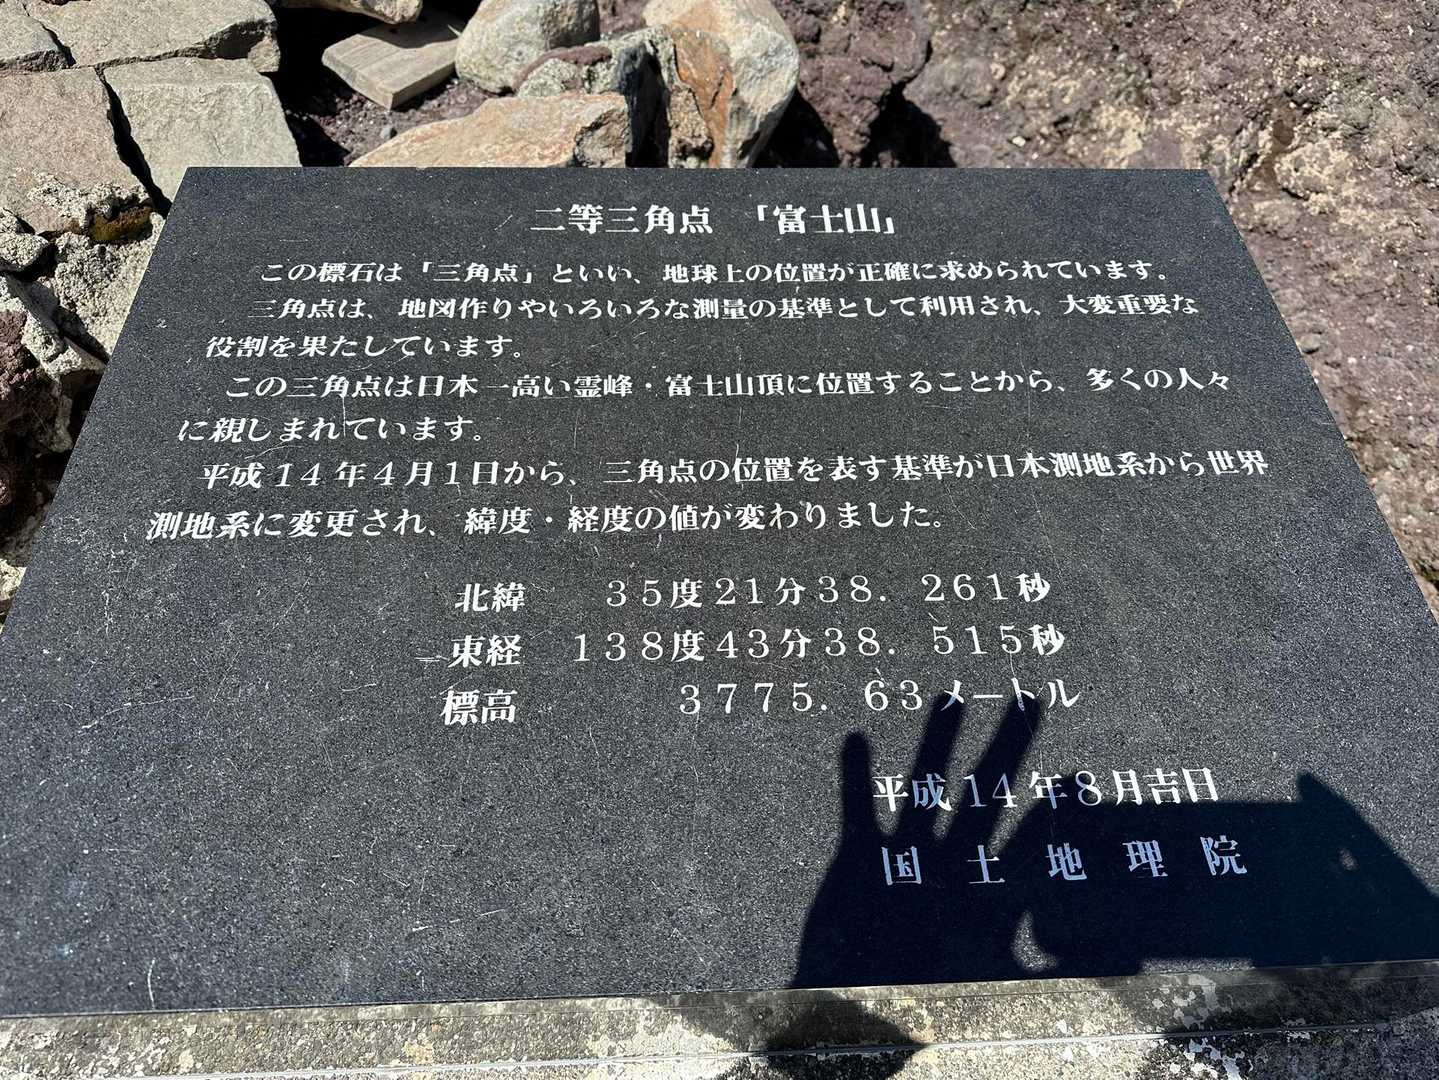 二等三角点　「富士山」
この標石は「三角点」といい、地球上の位置が正確に求められています。
三角点は、地図作りやいろいろな測量の基準として利用され、大変重要な
役割を果たしています。
この三角点は日本一高い霊峰・富士山頂に位置することから、多くの人々
に親しまれています。
平成１４年４月１日から、三角点の位置を表す基準が日本測地系から世界
測地系に変更され、緯度・経度の値が変わりました。
北緯　３５度２１分３８．２６１秒
東経　１３８度４３分３８．５１５秒
標高　３７７５．６３メートル
平成１４年８月吉日
国土地理院